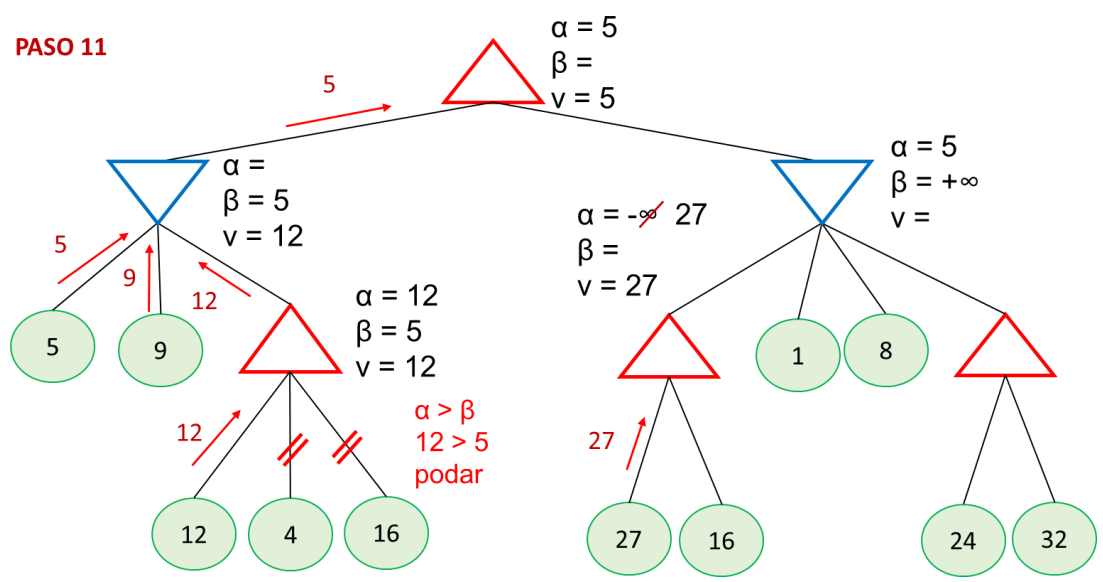 PASO 11
α = 5
β =
v = 5
5
α =
β = 5
v = 12
α = 5
β = +∞
v =
α = -∞ 27
β =
v = 27
5
9
12
α = 12
β = 5
v = 12
5
9
1
8
12
α > β
12 > 5
podar
27
12
4
16
27
16
24
32